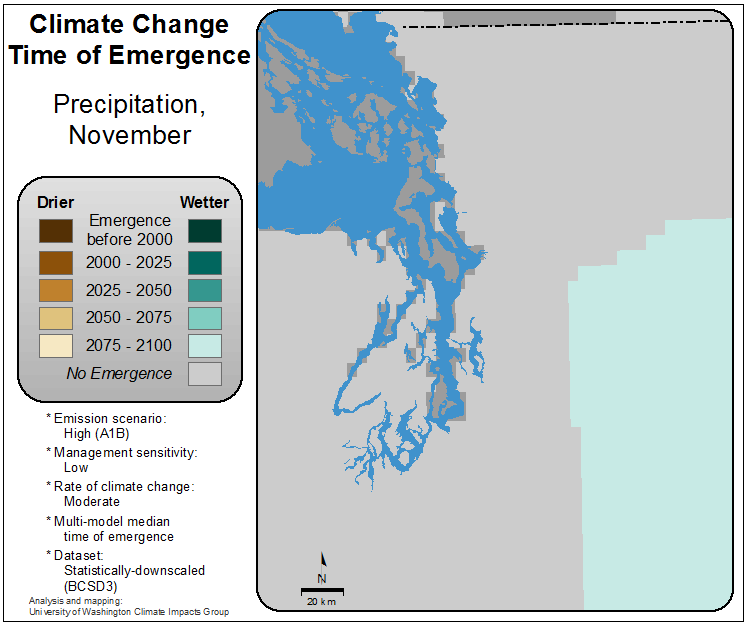 Climate Change
Time of Emergence
Precipitation,
November
Drier Wetter
Emergence
before 2000
2000 - 2025
2025 - 2050
2050 - 2075
2075 - 2100
No Emergence
* Emission scenario:
High (A1B)
* Management sensitivity:
Low
* Rate of climate change:
Moderate
* Multi-model median
time of emergence
* Dataset:
Statistically-downscaled
(BCSD3)
Analysis and mapping:
University of Washington Climate Impacts Group
N
20 km